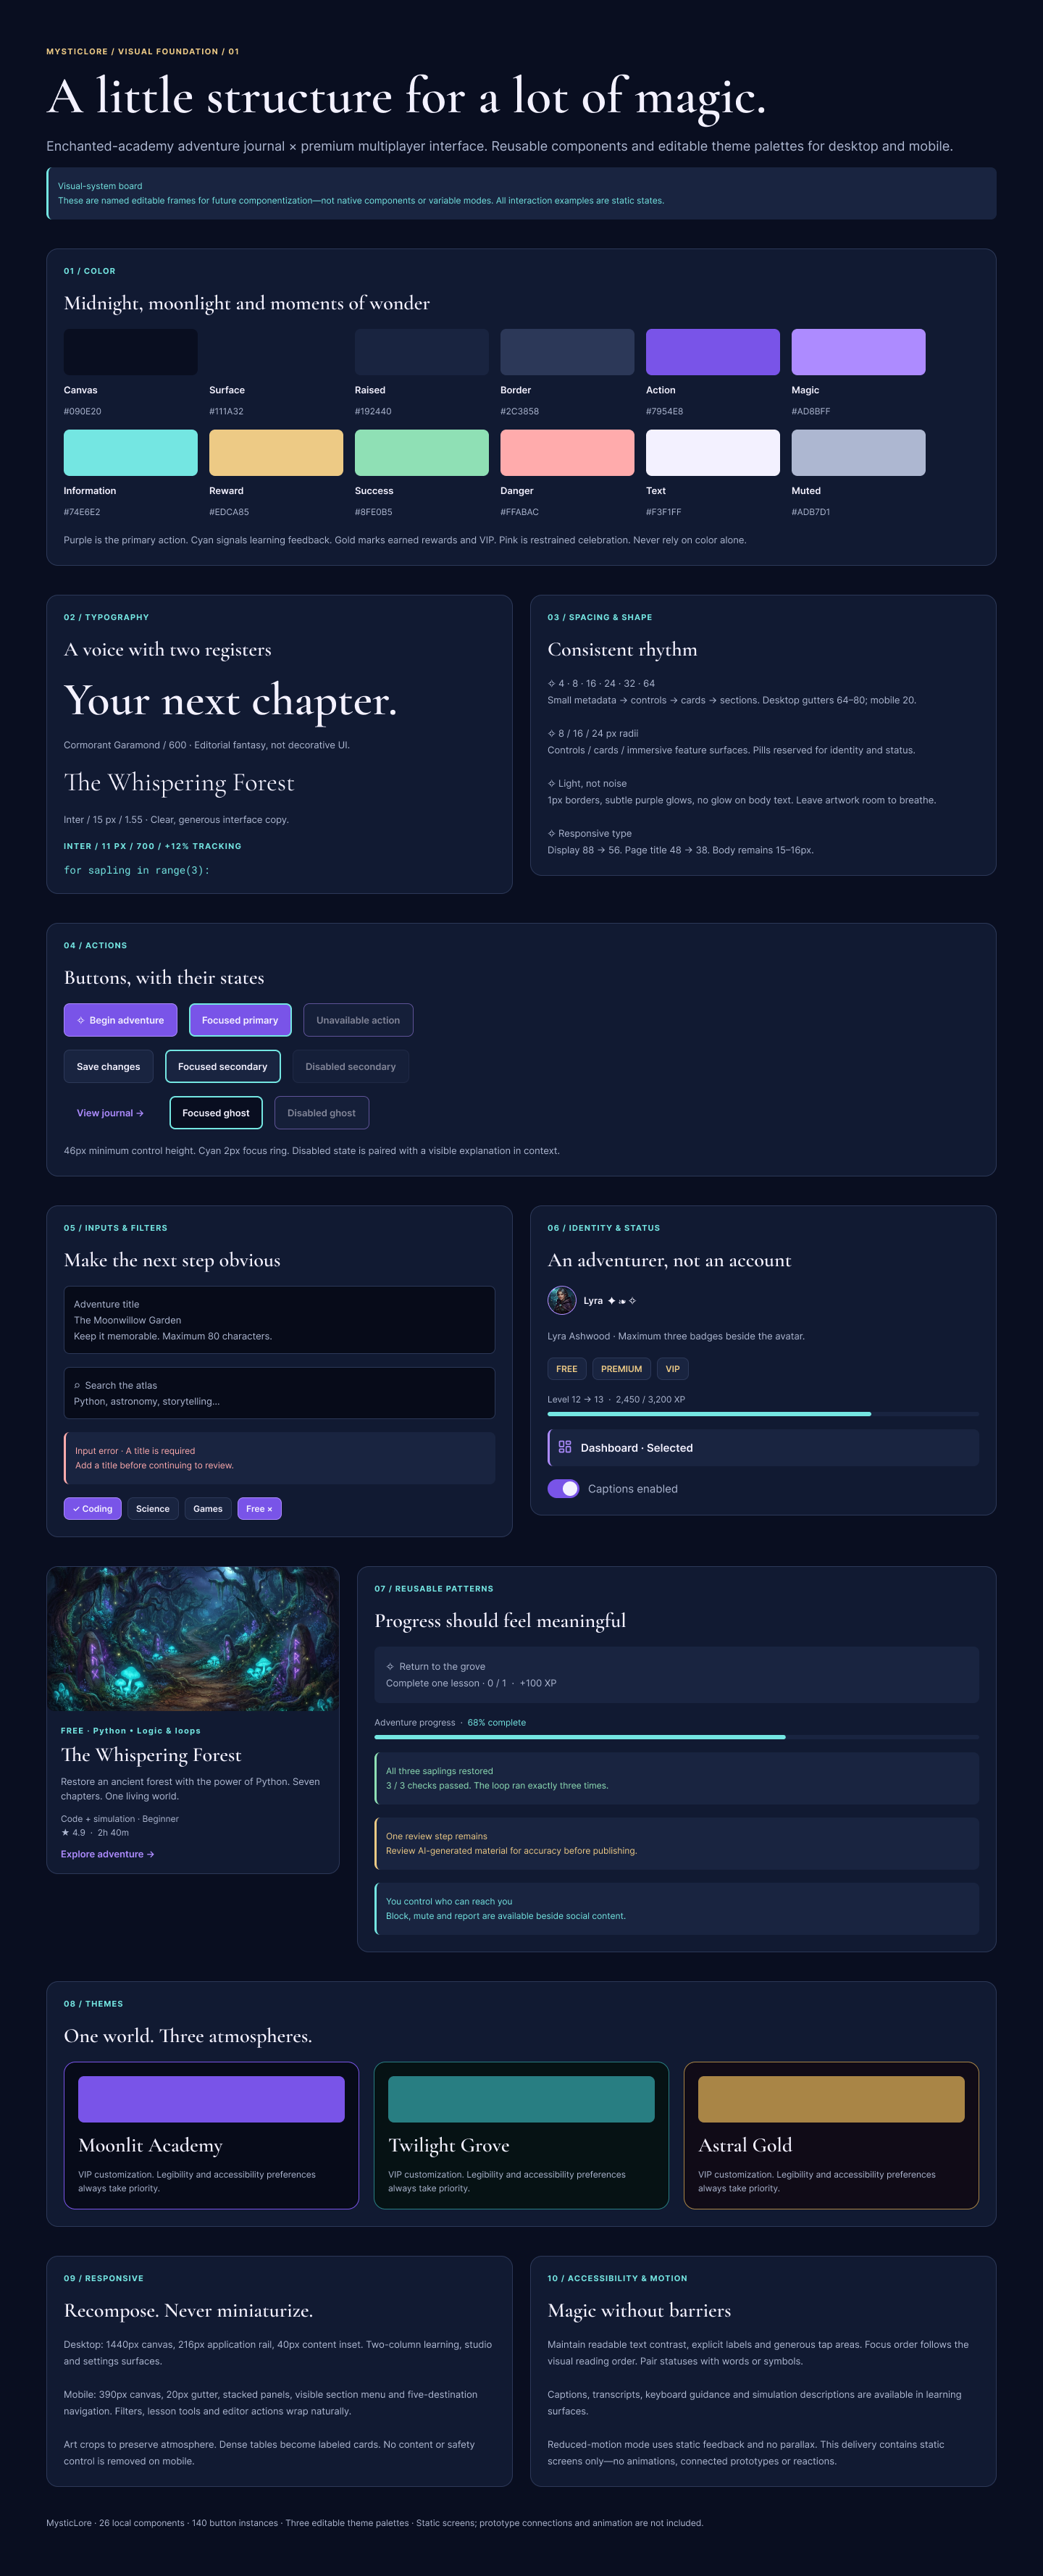 MYSTICLORE / VISUAL FOUNDATION / 01
A little structure for a lot of magic.
Enchanted-academy adventure journal × premium multiplayer interface. Reusable components and editable theme palettes for desktop and mobile.
Visual-system board
These are named editable frames for future componentization—not native components or variable modes. All interaction examples are static states.
01 / COLOR
Midnight, moonlight and moments of wonder
Canvas
Surface
Raised
Border
Action
Magic
#090E20
#111A32
#192440
#2C3858
#7954E8
#AD8BFF
Information
Reward
Success
Danger
Text
Muted
#74E6E2
#EDCA85
#8FE0B5
#FFABAC
#F3F1FF
#ADB7D1
Purple is the primary action. Cyan signals learning feedback. Gold marks earned rewards and VIP. Pink is restrained celebration. Never rely on color alone.
02 / TYPOGRAPHY
A voice with two registers
Your next chapter.
Cormorant Garamond / 600 · Editorial fantasy, not decorative UI.
The Whispering Forest
Inter / 15 px / 1.55 · Clear, generous interface copy.
INTER / 11 PX / 700 / +12% TRACKING
for sapling in range(3):
03 / SPACING & SHAPE
Consistent rhythm
✧ 4 · 8 · 16 · 24 · 32 · 64
Small metadata → controls → cards → sections. Desktop gutters 64–80; mobile 20.
✧ 8 / 16 / 24 px radii
Controls / cards / immersive feature surfaces. Pills reserved for identity and status.
✧ Light, not noise
1px borders, subtle purple glows, no glow on body text. Leave artwork room to breathe.
✧ Responsive type
Display 88 → 56. Page title 48 → 38. Body remains 15–16px.
04 / ACTIONS
Buttons, with their states
✧ Begin adventure
Focused primary
Unavailable action
Save changes
Focused secondary
Disabled secondary
View journal →
Focused ghost
Disabled ghost
46px minimum control height. Cyan 2px focus ring. Disabled state is paired with a visible explanation in context.
05 / INPUTS & FILTERS
Make the next step obvious
Adventure title
The Moonwillow Garden
Keep it memorable. Maximum 80 characters.
⌕ Search the atlas
Python, astronomy, storytelling…
Input error · A title is required
Add a title before continuing to review.
✓ Coding
Science
Games
Free ×
06 / IDENTITY & STATUS
An adventurer, not an account
Lyra ✦ ❧ ✧
Lyra Ashwood · Maximum three badges beside the avatar.
FREE
PREMIUM
VIP
Level 12 → 13 · 2,450 / 3,200 XP
Dashboard · Selected
Captions enabled
FREE · Python • Logic & loops
The Whispering Forest
Restore an ancient forest with the power of Python. Seven
chapters. One living world.
Code + simulation · Beginner
★ 4.9 · 2h 40m
Explore adventure →
07 / REUSABLE PATTERNS
Progress should feel meaningful
✧ Return to the grove
Complete one lesson · 0 / 1 · +100 XP
Adventure progress · 68% complete
All three saplings restored
3 / 3 checks passed. The loop ran exactly three times.
One review step remains
Review AI-generated material for accuracy before publishing.
You control who can reach you
Block, mute and report are available beside social content.
08 / THEMES
One world. Three atmospheres.
Moonlit Academy
VIP customization. Legibility and accessibility preferences
always take priority.
Twilight Grove
VIP customization. Legibility and accessibility preferences
always take priority.
Astral Gold
VIP customization. Legibility and accessibility preferences
always take priority.
09 / RESPONSIVE
Recompose. Never miniaturize.
Desktop: 1440px canvas, 216px application rail, 40px content inset. Two-column learning, studio
and settings surfaces.
Mobile: 390px canvas, 20px gutter, stacked panels, visible section menu and five-destination
navigation. Filters, lesson tools and editor actions wrap naturally.
Art crops to preserve atmosphere. Dense tables become labeled cards. No content or safety
control is removed on mobile.
10 / ACCESSIBILITY & MOTION
Magic without barriers
Maintain readable text contrast, explicit labels and generous tap areas. Focus order follows the
visual reading order. Pair statuses with words or symbols.
Captions, transcripts, keyboard guidance and simulation descriptions are available in learning
surfaces.
Reduced-motion mode uses static feedback and no parallax. This delivery contains static
screens only—no animations, connected prototypes or reactions.
MysticLore · 26 local components · 140 button instances · Three editable theme palettes · Static screens; prototype connections and animation are not included.